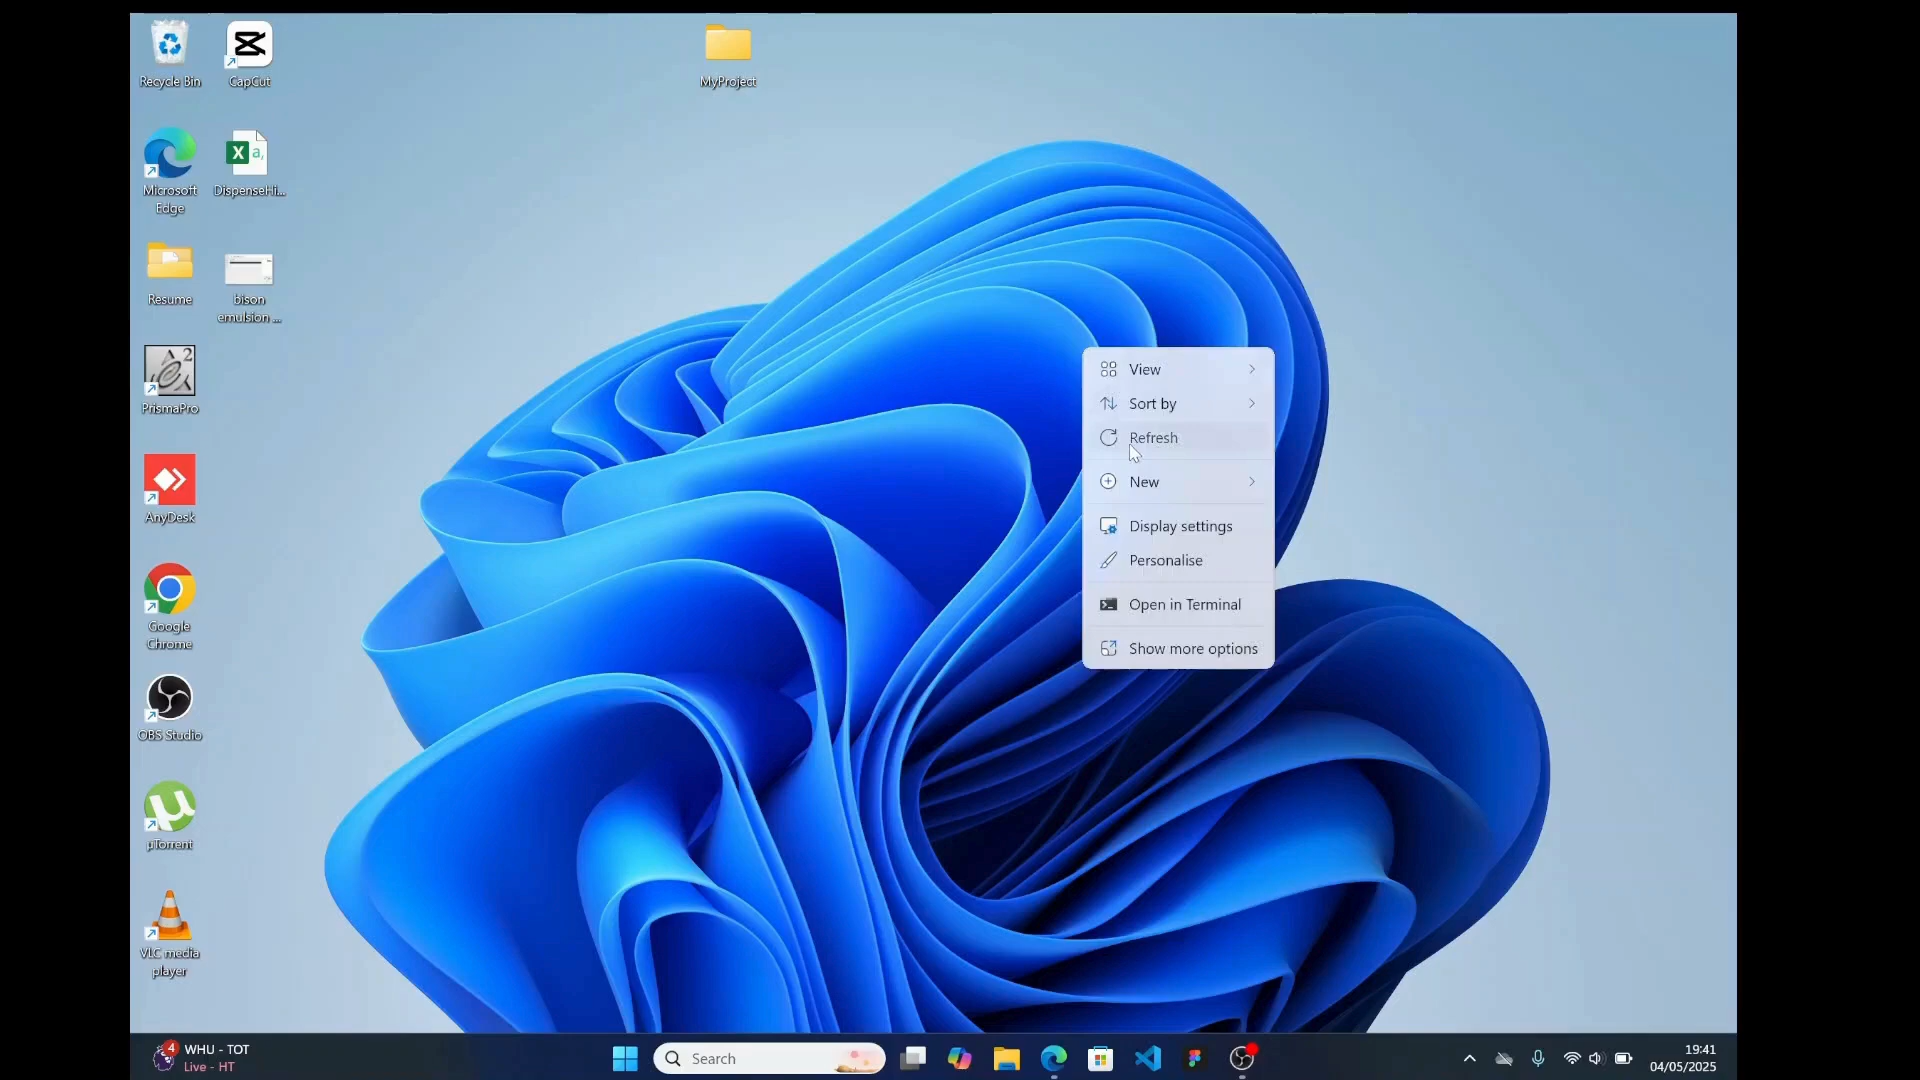 Recycle Bin
CapCut
MyProject
Microsoft
Edge
DispenseHi...
Resume
bison
emulsion ...
PrismaPro
AnyDesk
Google
Chrome
OBS Studio
µTorrent
VLC media
player
View
Sort by
Refresh
New
Display settings
Personalise
Open in Terminal
Show more options
4
WHU - TOT
Live - HT
Search
19:41
04/05/2025